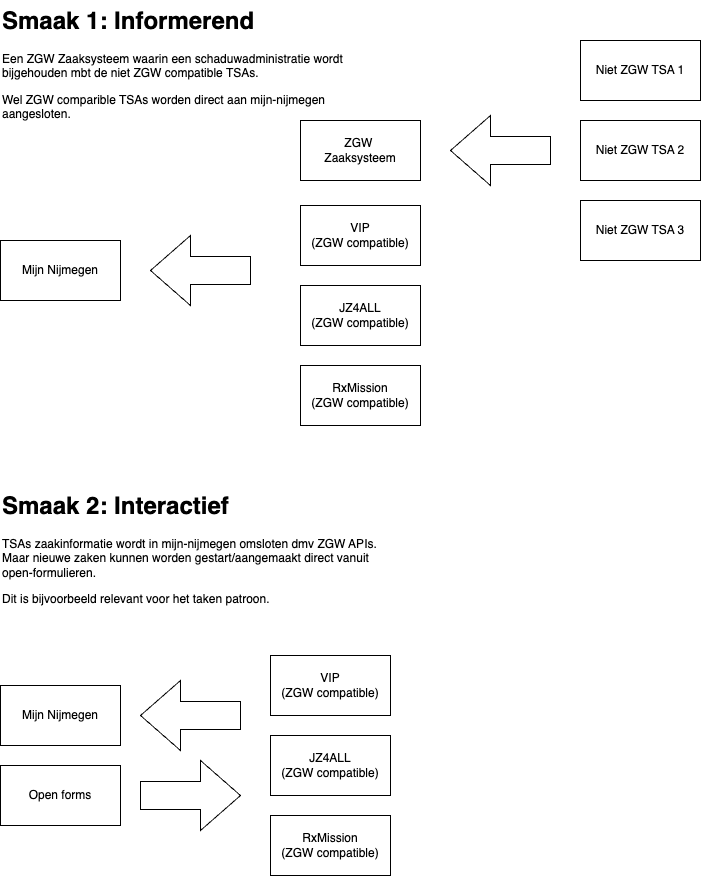 Smaak 1: Informerend
Een ZGW Zaaksysteem waarin een schaduwadministratie wordt
bijgehouden mbt de niet ZGW compatible TSAs.
Wel ZGW comparible TSAs worden direct aan mijn-nijmegen
aangesloten.
Niet ZGW TSA 1
ZGW
Zaaksysteem
Niet ZGW TSA 2
VIP
(ZGW compatible)
Niet ZGW TSA 3
Mijn Nijmegen
JZ4ALL
(ZGW compatible)
RxMission
(ZGW compatible)
Smaak 2: Interactief
TSAs zaakinformatie wordt in mijn-nijmegen omsloten dmv ZGW APIs.
Maar nieuwe zaken kunnen worden gestart/aangemaakt direct vanuit
open-formulieren.
Dit is bijvoorbeeld relevant voor het taken patroon.
VIP
(ZGW compatible)
Mijn Nijmegen
JZ4ALL
(ZGW compatible)
Open forms
RxMission
(ZGW compatible)